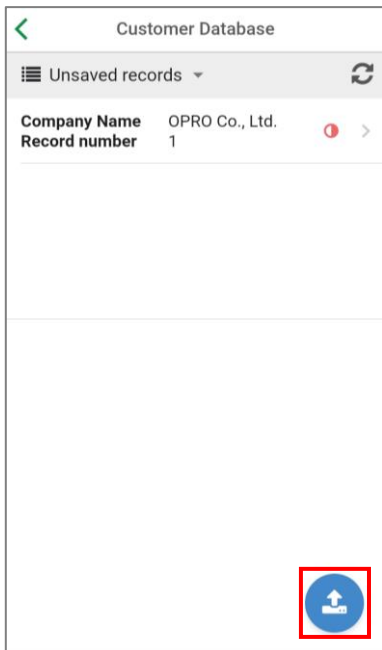 Customer Database
Unsaved records
Company Name OPRO Co., Ltd.
Record number 1